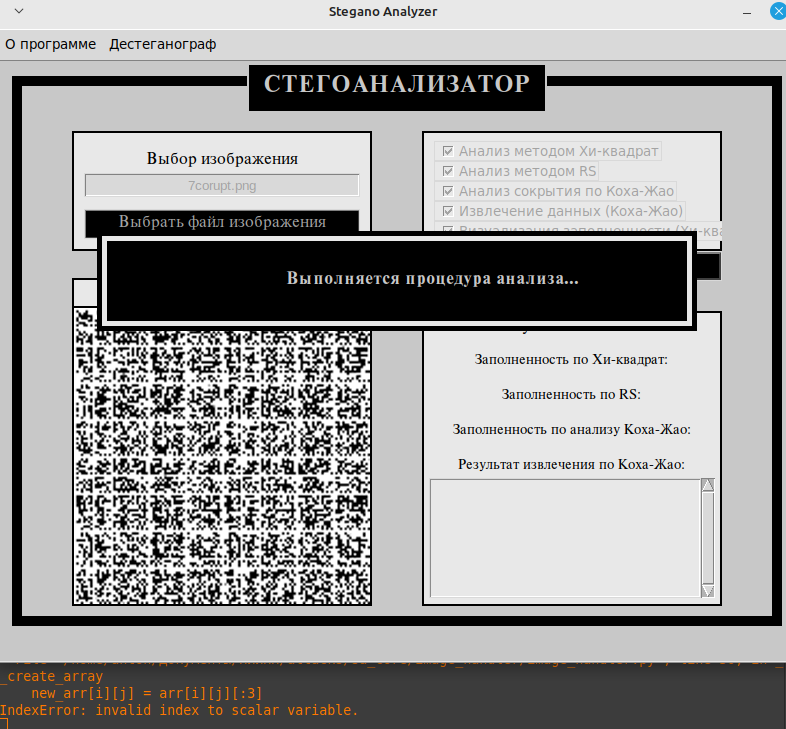 Stegano Analyzer
О программе Дестеганограф
СТЕГОАНАЛИЗАТОР
Выбор изображения
7corupt.png
Выбрать файл изображения
Анализ методом Хи-квадрат
Анализ методом RS
Анализ сокрытия по Коха-Жао
Извлечение данных (Коха-Жао)
Визуализация заполненности (Хи-ква
Выполняется процедура анализа...
Заполненность по Хи-квадрат:
Заполненность по RS:
Заполненность по анализу Коха-Жао:
Результат извлечения по Коха-Жао:
_create_array
new_arr[i][j] = arr[i][j][:3]
IndexError: invalid index to scalar variable.